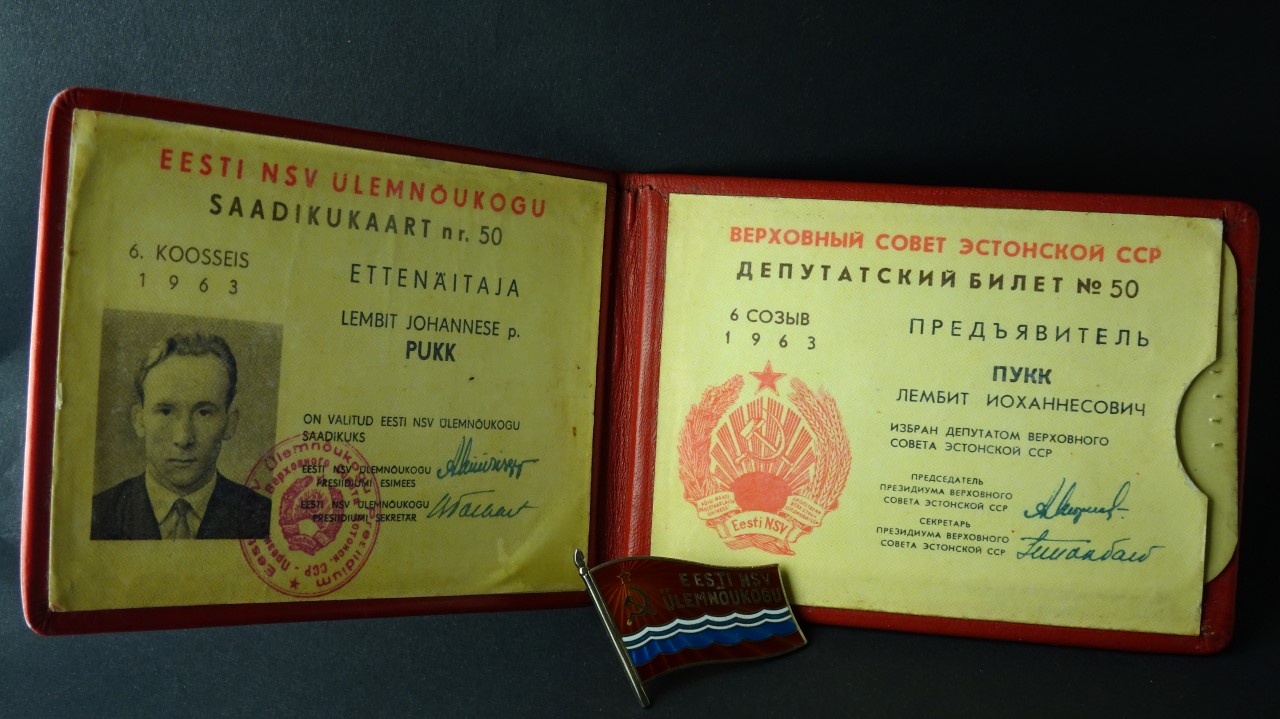 EESTI NSV ÜLEMNÕUKOGU
SAADIKUKAART nr. 50
6. KOOSSEIS
1963
ETTENÄITAJA
LEMBIT JOHANNESE p.
PUKK
ON VALITUD EESTI NSV ÜLEMNÕUKOGU
SAADIKUKS
EESTI NSV ÜLEMNÕUKOGU
PRESIIDIUMI ESIMEES
EESTI NSV ÜLEMNÕUKOGU
PRESIIDIUMI SEKRETÄR
ВЕРХОВНЫЙ СОВЕТ ЭСТОНСКОЙ ССР
ДЕПУТАТСКИЙ БИЛЕТ № 50
6 СОЗЫВ
1963
ПРЕДЪЯВИТЕЛЬ
ПУКК
ЛЕМБИТ ИОХАННЕСОВИЧ
ИЗБРАН ДЕПУТАТОМ ВЕРХОВНОГО
СОВЕТА ЭСТОНСКОЙ ССР
ПРЕДСЕДАТЕЛЬ
ПРЕЗИДИУМА ВЕРХОВНОГО
СОВЕТА ЭСТОНСКОЙ ССР
СЕКРЕТАРЬ
ПРЕЗИДИУМА ВЕРХОВНОГО
СОВЕТА ЭСТОНСКОЙ ССР
Eesti NSV
EESTI NSV
ÜLEMNÕUKOGU